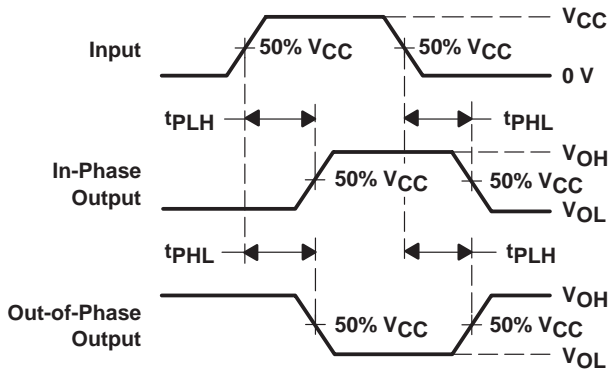 VCC
Input
50% VCC
50% VCC
0 V
tPLH
tPHL
In-Phase
Output
VOH
50% VCC
50% VCC
VOL
tPHL
tPLH
Out-of-Phase
Output
VOH
50% VCC
50% VCC
VOL